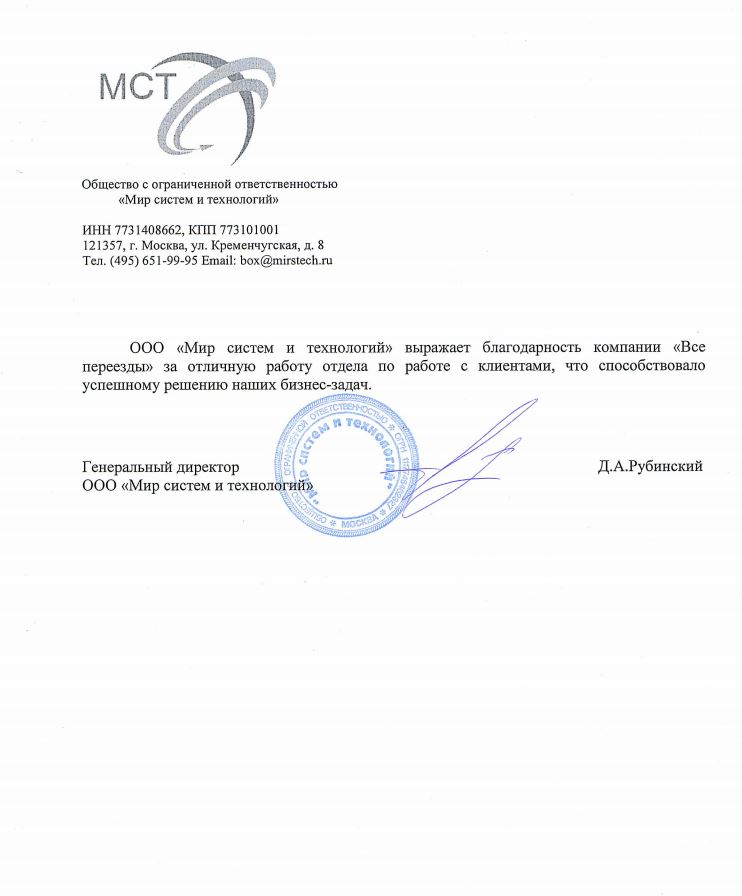 МСТ
Общество с ограниченной ответственностью
«Мир систем и технологий»
ИНН 7731408662, КПП 773101001
121357, г. Москва, ул. Кременчугская, д. 8
Тел. (495) 651-99-95 Email: box@mirstech.ru
ООО «Мир систем и технологий» выражает благодарность компании «Все
переезды» за отличную работу отдела по работе с клиентами, что способствовало
успешному решению наших бизнес-задач.
Генеральный директор
Д.А.Рубинский
ООО «Мир систем и технологий»
ОБЩЕСТВО С ОГРАНИЧЕННОЙ ОТВЕТСТВЕННОСТЬЮ * ОГРН
* МОСКВА *
"Мир систем и технологий"